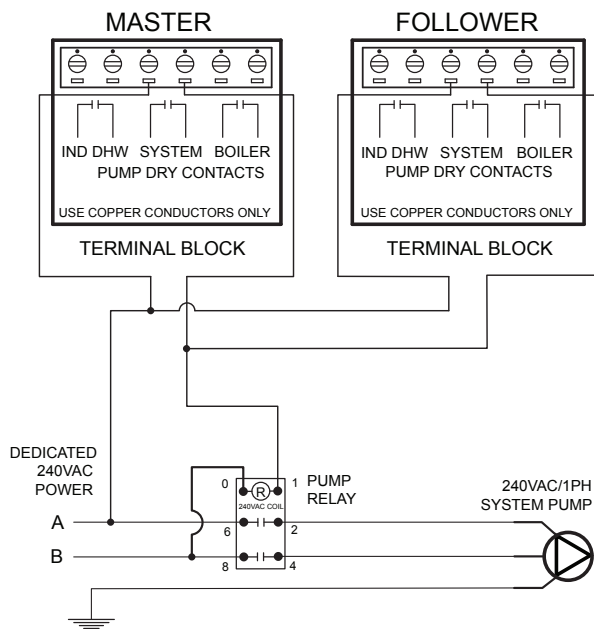 MASTER
FOLLOWER
IND DHW SYSTEM BOILER
PUMP DRY CONTACTS
USE COPPER CONDUCTORS ONLY
IND DHW SYSTEM BOILER
PUMP DRY CONTACTS
USE COPPER CONDUCTORS ONLY
TERMINAL BLOCK
TERMINAL BLOCK
DEDICATED
240VAC
POWER
0
R
1
PUMP
RELAY
240VAC COIL
240VAC/1PH
SYSTEM PUMP
A
6
2
B
8
4